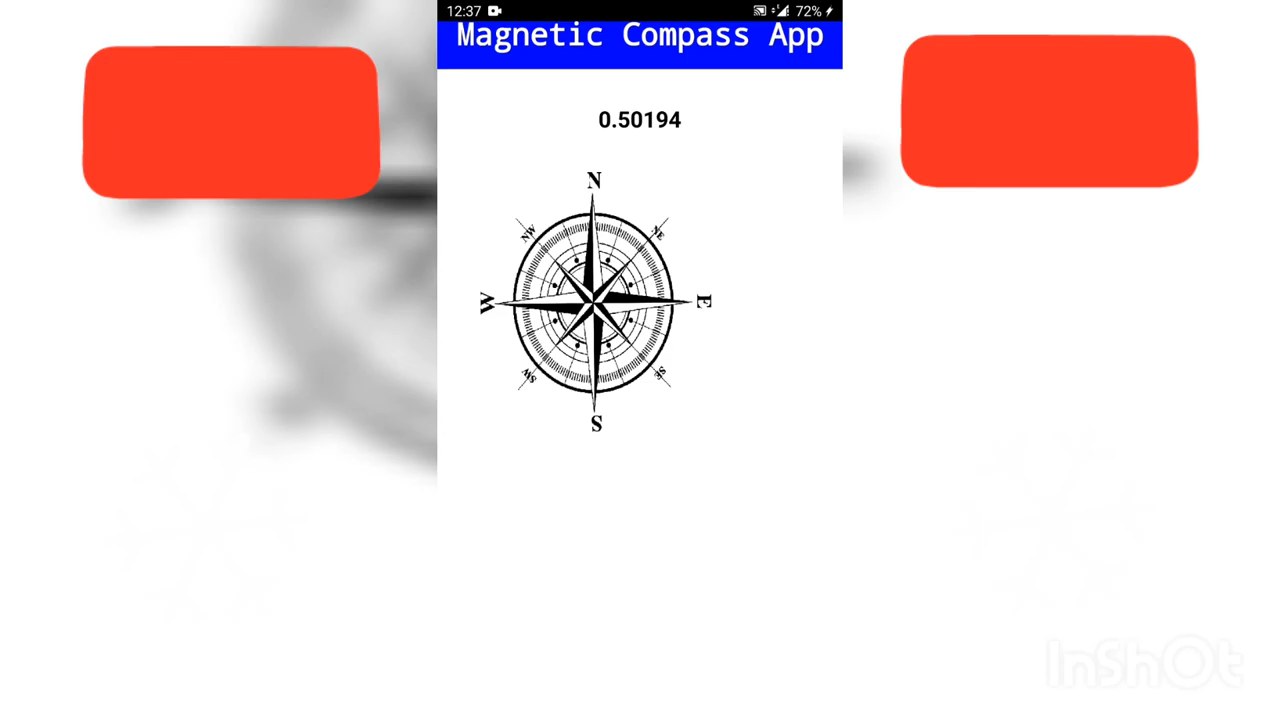 12:37
72%
Magnetic Compass App
0.50194
N
NW
NE
W
E
SW
SE
S
InShOt